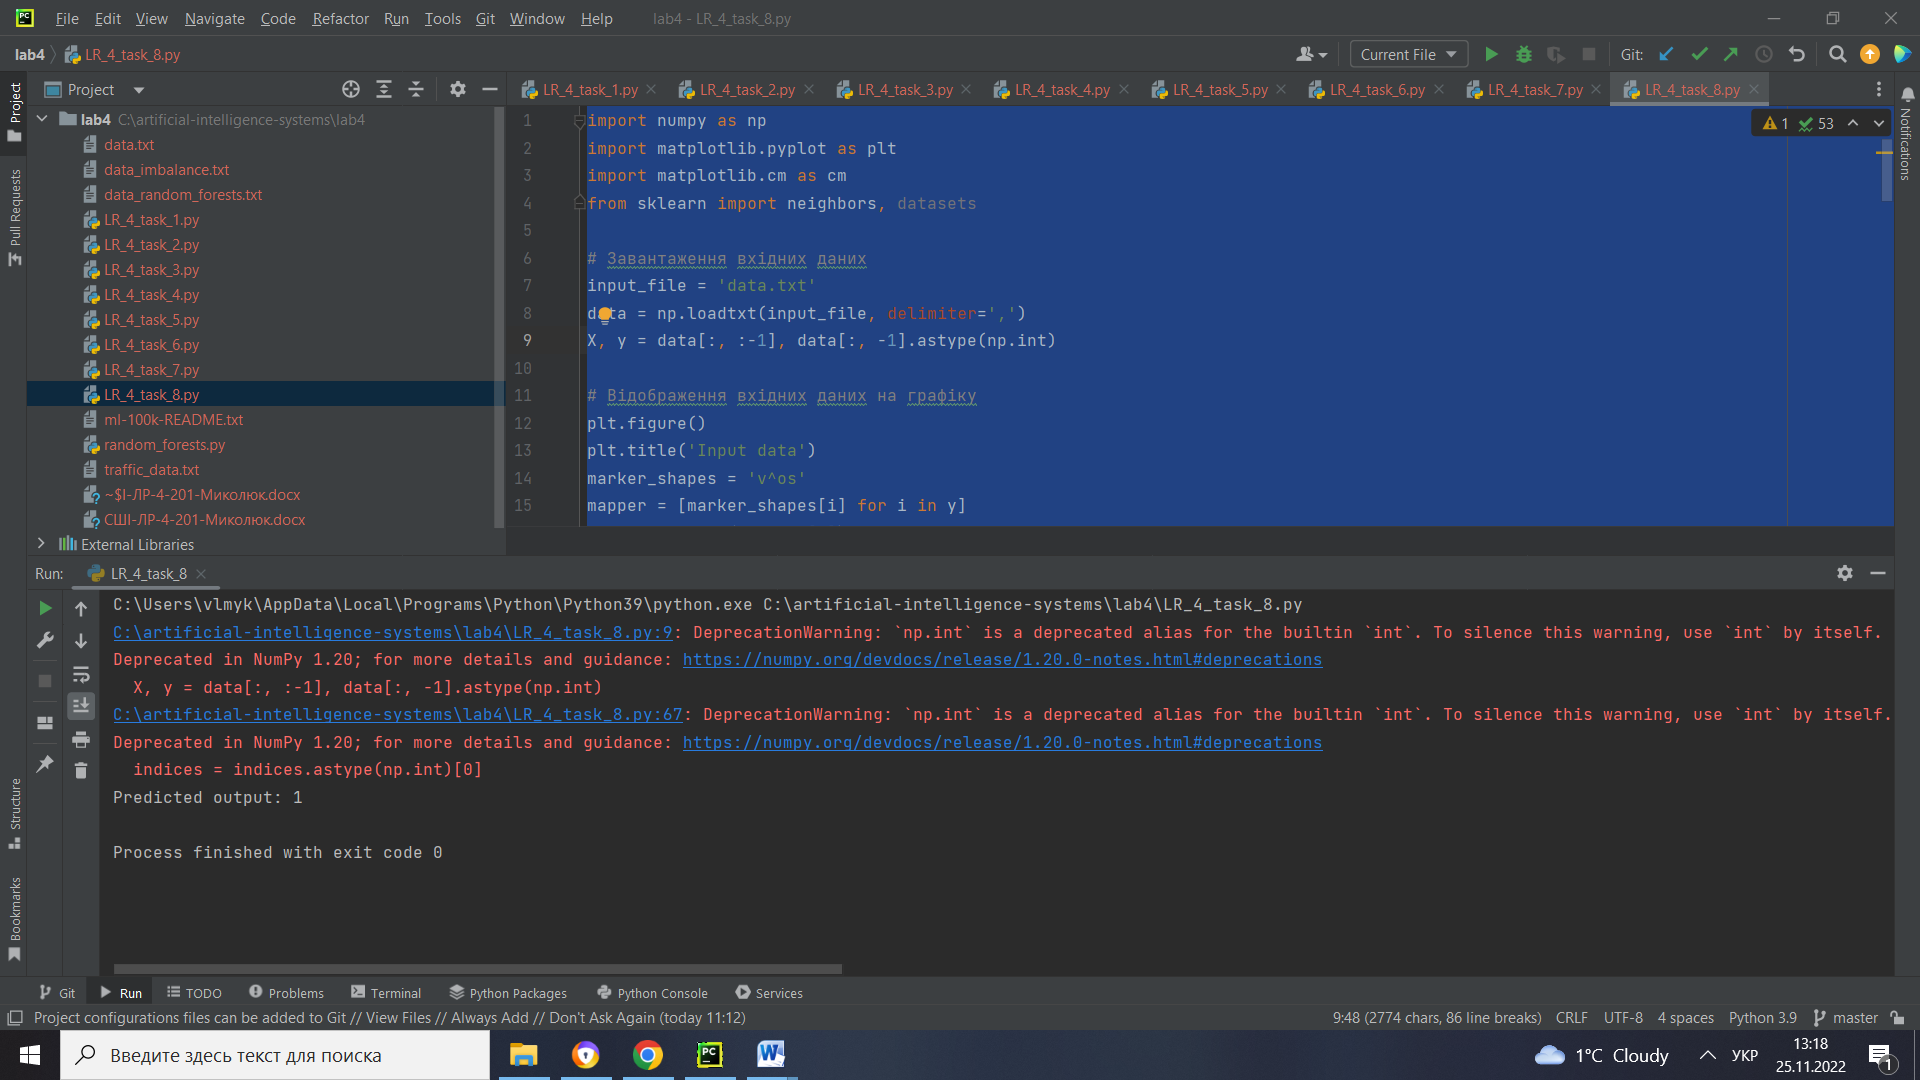 File Edit View Navigate Code Refactor Run Tools Git Window Help lab4 - LR_4_task_8.py
lab4 LR_4_task_8.py Current File Git:
Project LR_4_task_1.py LR_4_task_2.py LR_4_task_3.py LR_4_task_4.py LR_4_task_5.py LR_4_task_6.py LR_4_task_7.py LR_4_task_8.py
Project
Pull Requests
Structure
Bookmarks
Notifications
lab4 C:\artificial-intelligence-systems\lab4
data.txt
data_imbalance.txt
data_random_forests.txt
LR_4_task_1.py
LR_4_task_2.py
LR_4_task_3.py
LR_4_task_4.py
LR_4_task_5.py
LR_4_task_6.py
LR_4_task_7.py
LR_4_task_8.py
ml-100k-README.txt
random_forests.py
traffic_data.txt
~$І-ЛР-4-201-Миколюк.docx
СШІ-ЛР-4-201-Миколюк.docx
External Libraries
1 53
1 import numpy as np
2 import matplotlib.pyplot as plt
3 import matplotlib.cm as cm
4 from sklearn import neighbors, datasets
5
6 # Завантаження вхідних даних
7 input_file = 'data.txt'
8 data = np.loadtxt(input_file, delimiter=',')
9 X, y = data[:, :-1], data[:, -1].astype(np.int)
10
11 # Відображення вхідних даних на графіку
12 plt.figure()
13 plt.title('Input data')
14 marker_shapes = 'v^os'
15 mapper = [marker_shapes[i] for i in y]
Run: LR_4_task_8
C:\Users\vlmyk\AppData\Local\Programs\Python\Python39\python.exe C:\artificial-intelligence-systems\lab4\LR_4_task_8.py
C:\artificial-intelligence-systems\lab4\LR_4_task_8.py:9: DeprecationWarning: `np.int` is a deprecated alias for the builtin `int`. To silence this warning, use `int` by itself.
Deprecated in NumPy 1.20; for more details and guidance: https://numpy.org/devdocs/release/1.20.0-notes.html#deprecations
X, y = data[:, :-1], data[:, -1].astype(np.int)
C:\artificial-intelligence-systems\lab4\LR_4_task_8.py:67: DeprecationWarning: `np.int` is a deprecated alias for the builtin `int`. To silence this warning, use `int` by itself.
Deprecated in NumPy 1.20; for more details and guidance: https://numpy.org/devdocs/release/1.20.0-notes.html#deprecations
indices = indices.astype(np.int)[0]
Predicted output: 1
Process finished with exit code 0
Git Run TODO Problems Terminal Python Packages Python Console Services
Project configurations files can be added to Git // View Files // Always Add // Don't Ask Again (today 11:12) 9:48 (2774 chars, 86 line breaks) CRLF UTF-8 4 spaces Python 3.9 master
Введите здесь текст для поиска 1°C Cloudy УКР 13:18
25.11.2022 1